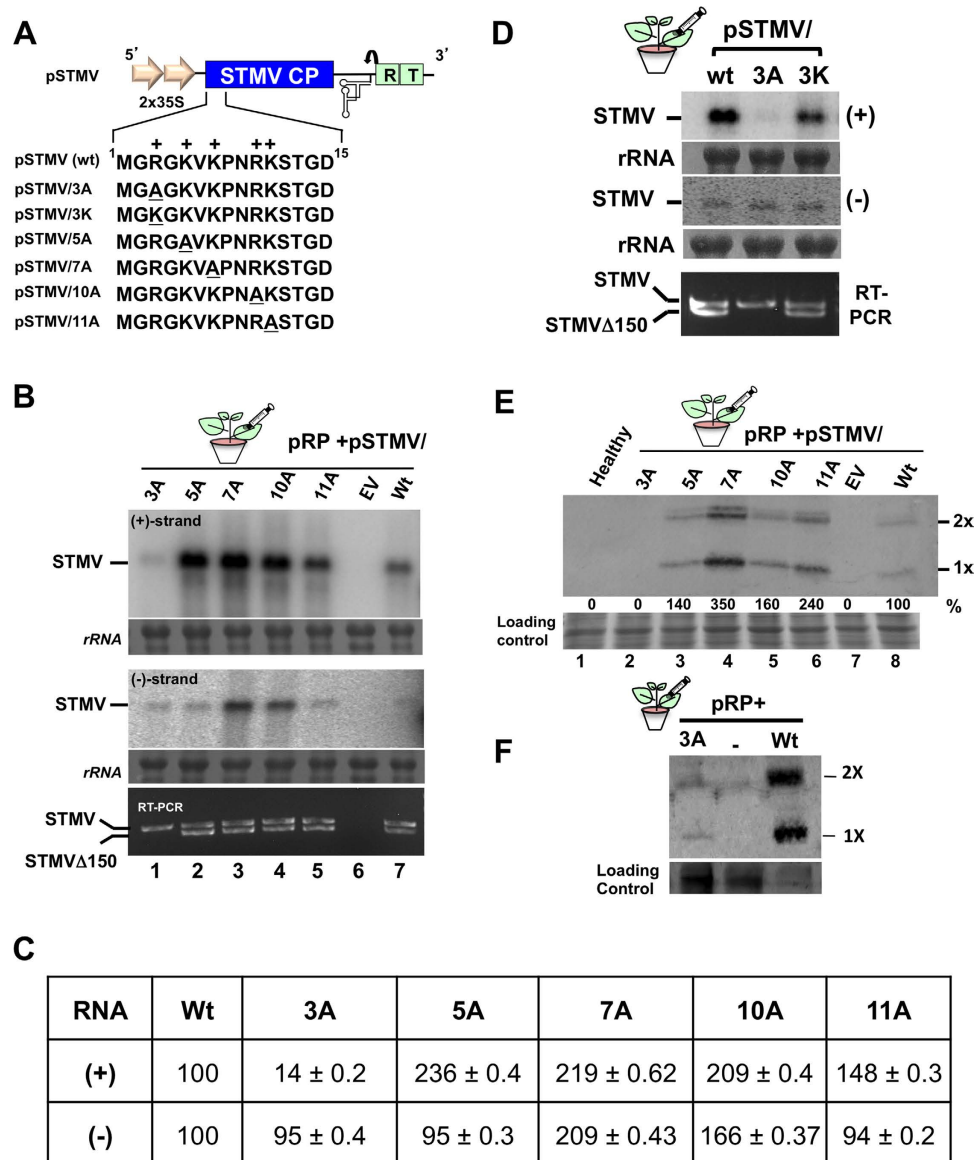 A
5’ 3’
pSTMV STMV CP R T
2x35S
+ + + ++
pSTMV (wt) 1 MGRGKVKPNRKSTGD 15
pSTMV/3A MGAGKVKPNRKSTGD
pSTMV/3K MGKGKVKPNRKSTGD
pSTMV/5A MGRGAVKPNRKSTGD
pSTMV/7A MGRGKVAPNRKSTGD
pSTMV/10A MGRGKVKPNAKSTGD
pSTMV/11A MGRGKVKPNRASTGD
B
pRP +pSTMV/
3A 5A 7A 10A 11A EV Wt
(+)-strand
STMV
rRNA
(-)-strand
STMV
rRNA
RT-PCR
STMV
STMVΔ150
1 2 3 4 5 6 7
D
pSTMV/
wt 3A 3K
STMV (+)
rRNA
STMV (-)
rRNA
STMV
STMVΔ150
RT-
PCR
E
pRP +pSTMV/
Healthy 3A 5A 7A 10A 11A EV Wt
2x
1x
0 0 140 350 160 240 0 100 %
Loading
control
1 2 3 4 5 6 7 8
F
pRP+
3A - Wt
2X
1X
Loading
Control
C
RNA Wt 3A 5A 7A 10A 11A
(+) 100 14 ± 0.2 236 ± 0.4 219 ± 0.62 209 ± 0.4 148 ± 0.3
(-) 100 95 ± 0.4 95 ± 0.3 209 ± 0.43 166 ± 0.37 94 ± 0.2